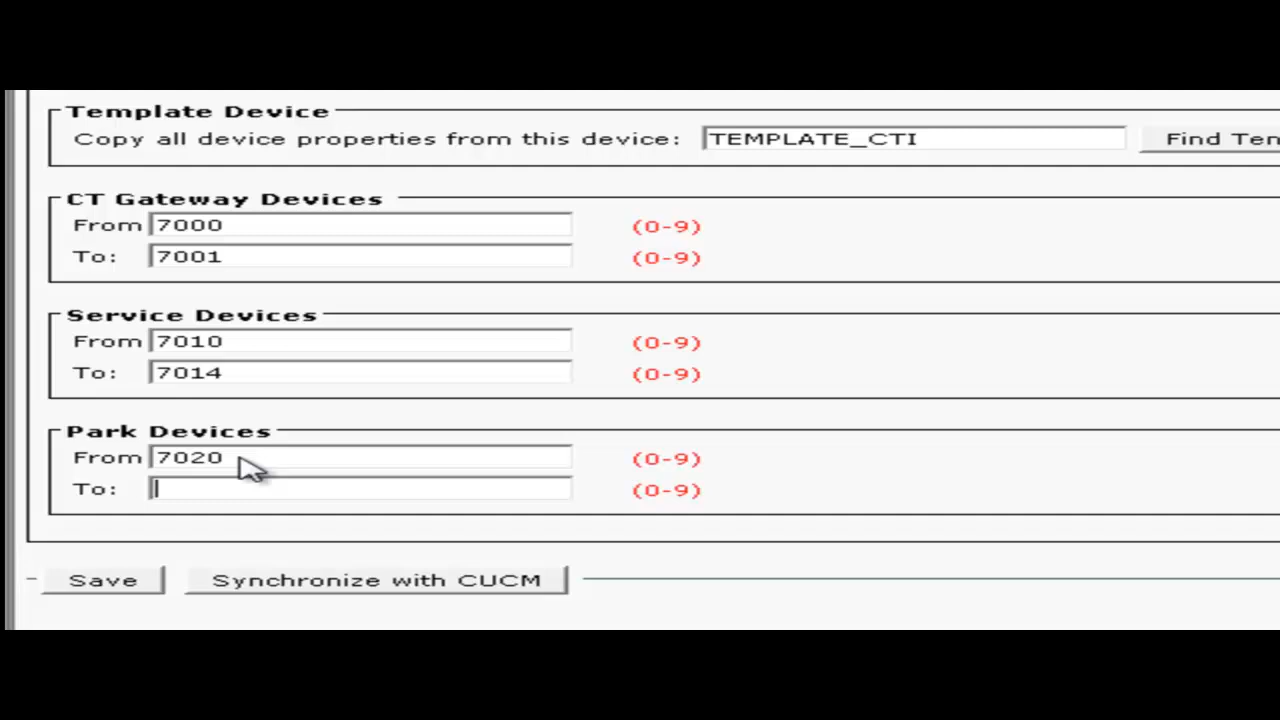 Template Device
Copy all device properties from this device: TEMPLATE_CTI Find Ten
CT Gateway Devices
From 7000 (0-9)
To: 7001 (0-9)
Service Devices
From 7010 (0-9)
To: 7014 (0-9)
Park Devices
From 7020 (0-9)
To: (0-9)
Save Synchronize with CUCM